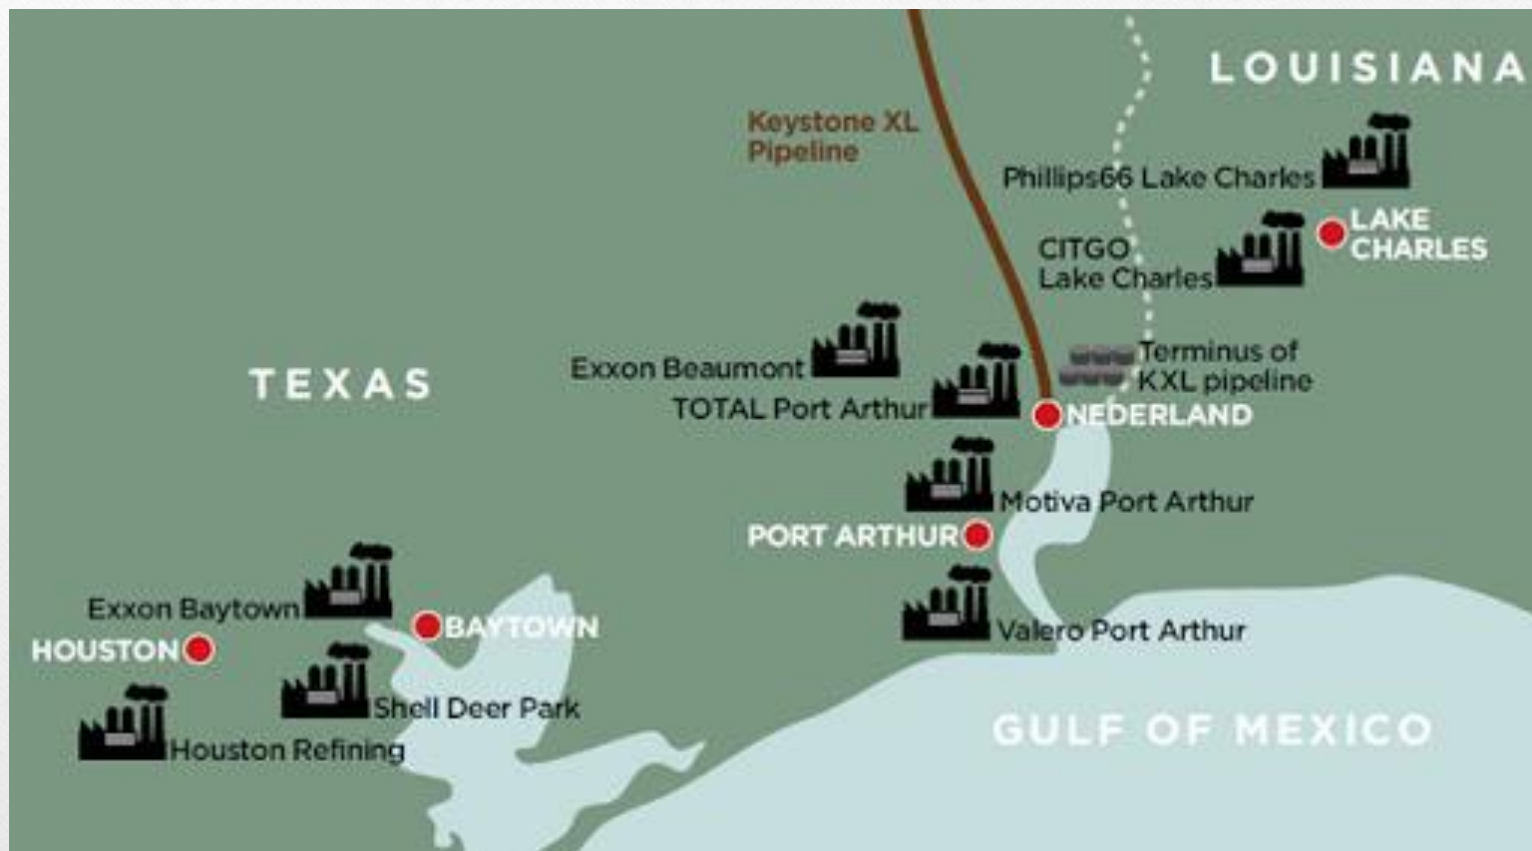 LOUISIANA
Keystone XL
Pipeline
Phillips66 Lake Charles
LAKE
CHARLES
CITGO
Lake Charles
Terminus of
KXL pipeline
Exxon Beaumont
TEXAS
TOTAL Port Arthur
NEDERLAND
Motiva Port Arthur
PORT ARTHUR
Exxon Baytown
BAYTOWN
Valero Port Arthur
HOUSTON
Shell Deer Park
GULF OF MEXICO
Houston Refining